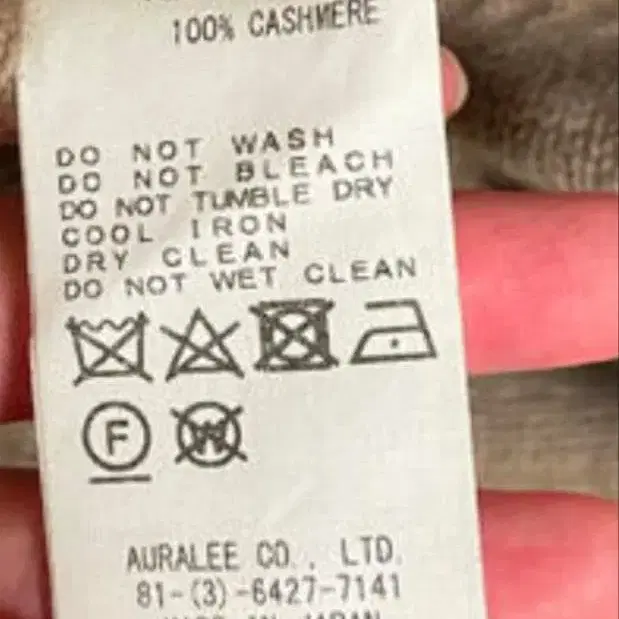 100% CASHMERE
DO NOT WASH
DO NOT BLEACH
DO NOT TUMBLE DRY
COOL IRON
DRY CLEAN
DO NOT WET CLEAN
F
W
AURALEE CO., LTD.
81-(3)-6427-7141